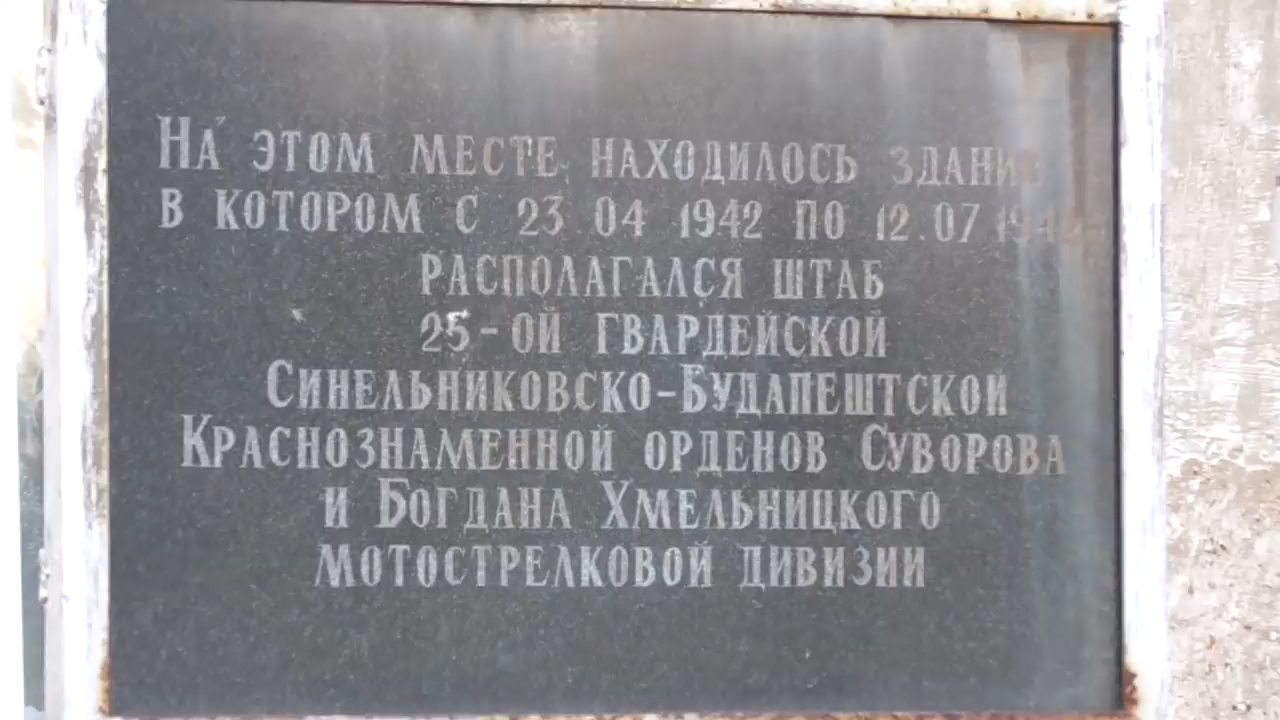 На этом месте находилось здание
в котором с 23 04 1942 по 12.07 1942
располагался штаб
25-ой гвардейской
Синельниковско-Будапештской
Краснознаменной орденов Суворова
и Богдана Хмельницкого
мотострелковой дивизии